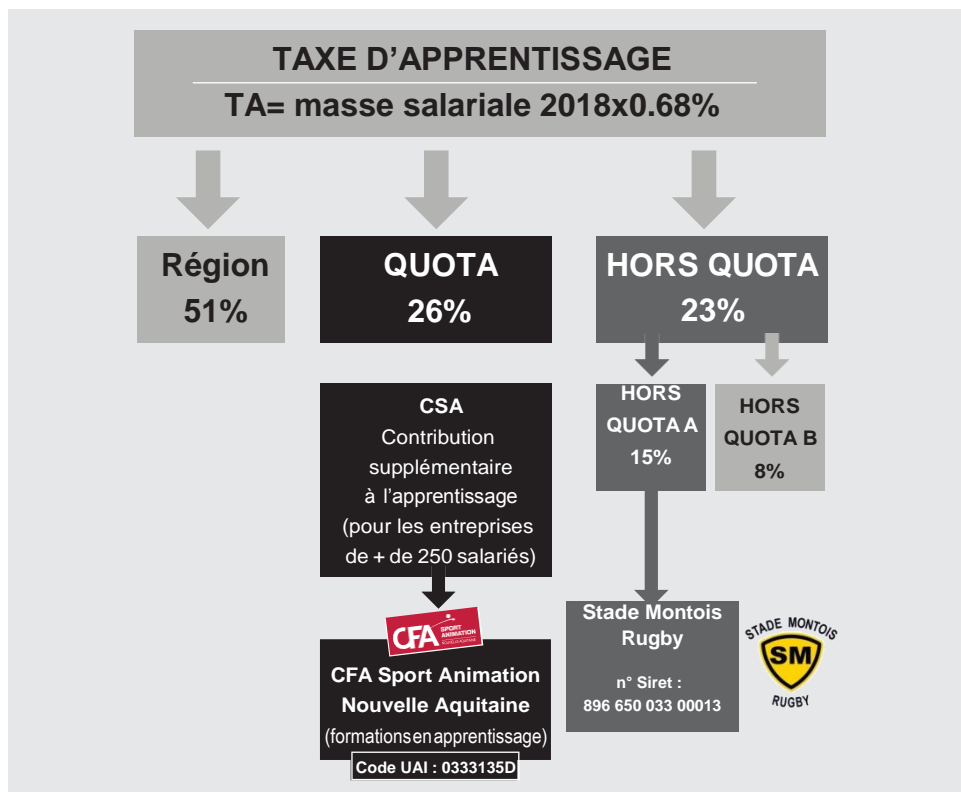 TAXE D'APPRENTISSAGE
TA= masse salariale 2018x0.68%
Région
51%
QUOTA
26%
HORS QUOTA
23%
CSA
Contribution
supplémentaire
à l'apprentissage
(pour les entreprises
de + de 250 salariés)
HORS
QUOTA A
15%
HORS
QUOTA B
8%
CFA SPORT
ANIMATION
NOUVELLE AQUITAINE
CFA Sport Animation
Nouvelle Aquitaine
(formations en apprentissage)
Code UAI : 0333135D
Stade Montois
Rugby
n° Siret :
896 650 033 00013
STADE MONTOIS
SM
RUGBY